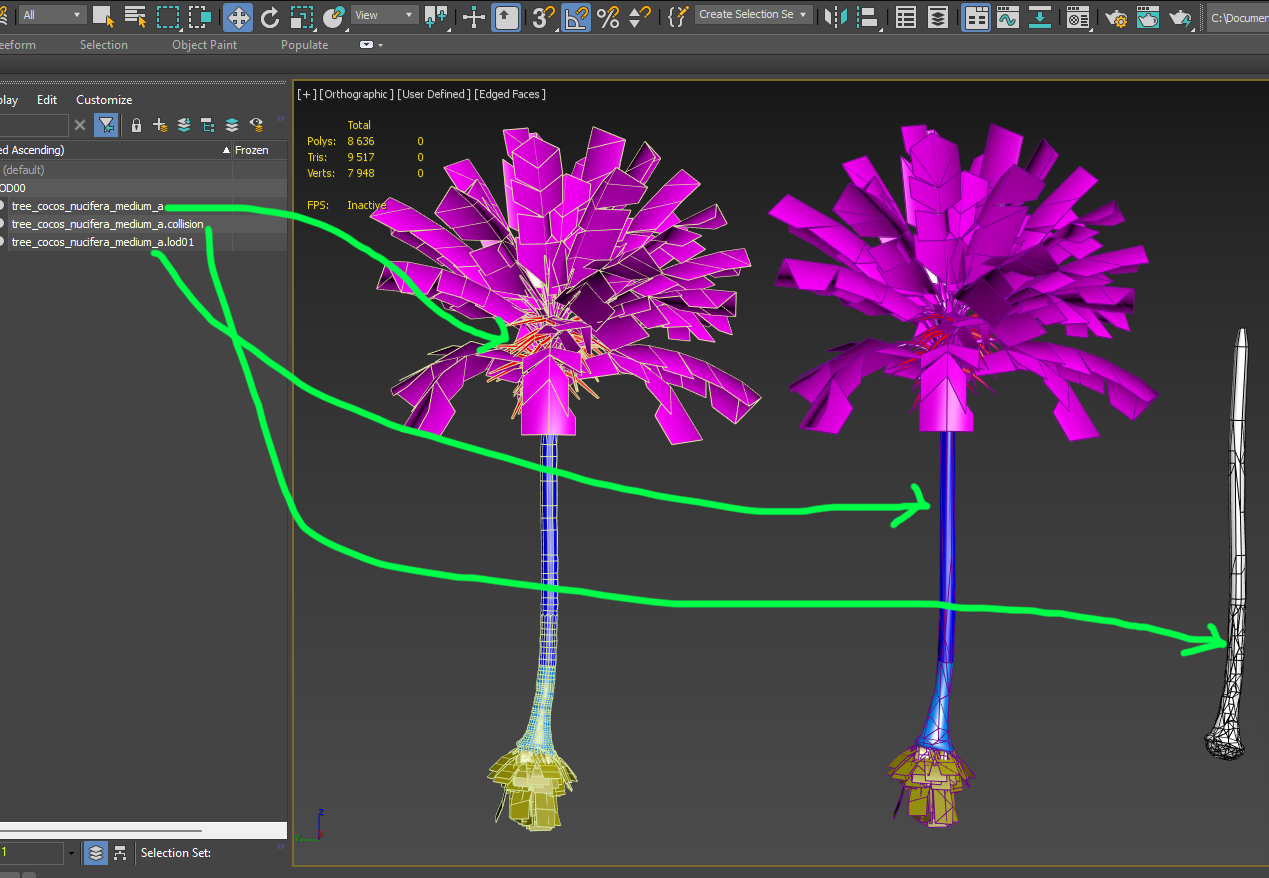 All
View
3
%
Create Selection Se
C:\Documen
eeform Selection Object Paint Populate
play Edit Customize
[+] [Orthographic] [User Defined] [Edged Faces]
Total
Polys: 8 636 0
Tris: 9 517 0
Verts: 7 948 0
FPS: Inactive
ed Ascending) Frozen
(default)
OD00
tree_cocos_nucifera_medium_a
tree_cocos_nucifera_medium_a.collision
tree_cocos_nucifera_medium_a.lod01
z
y
x
1
Selection Set: